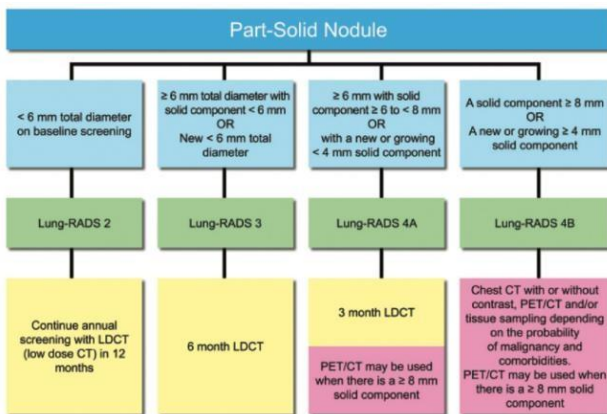 Part-Solid Nodule
< 6 mm total diameter
on baseline screening
≥ 6 mm total diameter with
solid component < 6 mm
OR
New < 6 mm total
diameter
≥ 6 mm with solid
component ≥ 6 to < 8 mm
OR
with a new or growing
< 4 mm solid component
A solid component ≥ 8 mm
OR
A new or growing ≥ 4 mm
solid component
Lung-RADS 2
Lung-RADS 3
Lung-RADS 4A
Lung-RADS 4B
Continue annual
screening with LDCT
(low dose CT) in 12
months
6 month LDCT
3 month LDCT
PET/CT may be used
when there is a ≥ 8 mm
solid component
Chest CT with or without
contrast, PET/CT and/or
tissue sampling depending
on the probability
of malignancy and
comorbidities.
PET/CT may be used when
there is a ≥ 8 mm solid
component